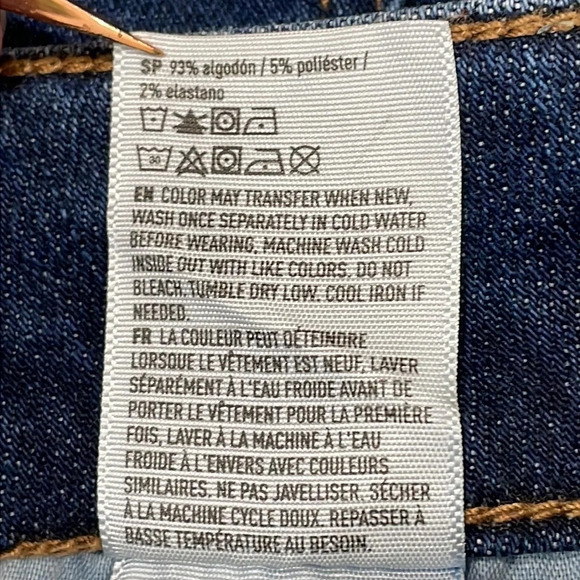 SP 93% algodón / 5% poliéster /
2% elastano
30
EN COLOR MAY TRANSFER WHEN NEW,
WASH ONCE SEPARATELY IN COLD WATER
BEFORE WEARING, MACHINE WASH COLD
INSIDE OUT WITH LIKE COLORS. DO NOT
BLEACH. TUMBLE DRY LOW. COOL IRON IF
NEEDED.
FR LA COULEUR PEUT DÉTEINDRE
LORSQUE LE VÊTEMENT EST NEUF, LAVER
SÉPARÉMENT À L'EAU FROIDE AVANT DE
PORTER LE VÊTEMENT POUR LA PREMIÈRE
FOIS, LAVER À LA MACHINE À L'EAU
FROIDE À L'ENVERS AVEC COULEURS
SIMILAIRES. NE PAS JAVELLISER. SÉCHER
À LA MACHINE CYCLE DOUX. REPASSER À
BASSE TEMPÉRATURE AU BESOIN.